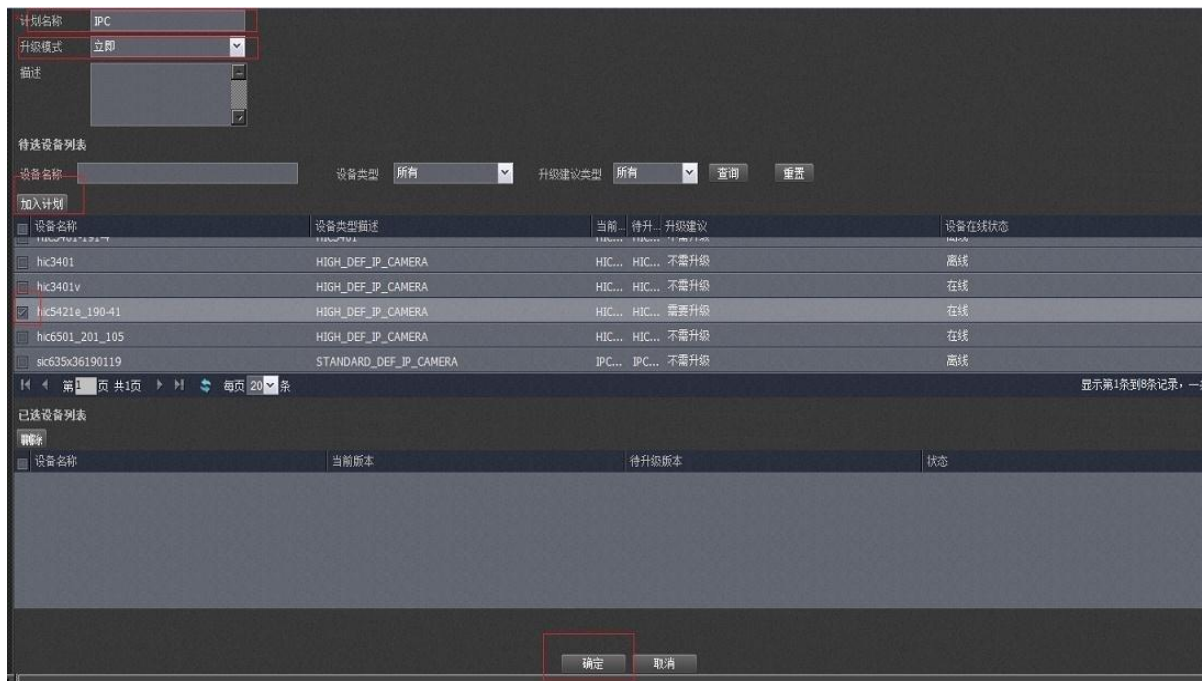 计划名称 IPC
升级模式 立即
描述
待选设备列表
设备名称 设备类型 所有 升级建议类型 所有 查询 重置
加入计划
设备名称 设备类型描述 当前... 待升... 升级建议 设备在线状态
hic3401 HIGH_DEF_IP_CAMERA HIC... HIC... 不需升级 离线
hic3401v HIGH_DEF_IP_CAMERA HIC... HIC... 不需升级 在线
hic5421e_190-41 HIGH_DEF_IP_CAMERA HIC... HIC... 需要升级 在线
hic6501_201_105 HIGH_DEF_IP_CAMERA HIC... HIC... 不需升级 在线
sic635x36190119 STANDARD_DEF_IP_CAMERA IPC... IPC... 不需升级 离线
第1页 共1页 每页 20 条 显示第1条到8条记录，一
已选设备列表
删除
设备名称 当前版本 待升级版本 状态
确定 取消